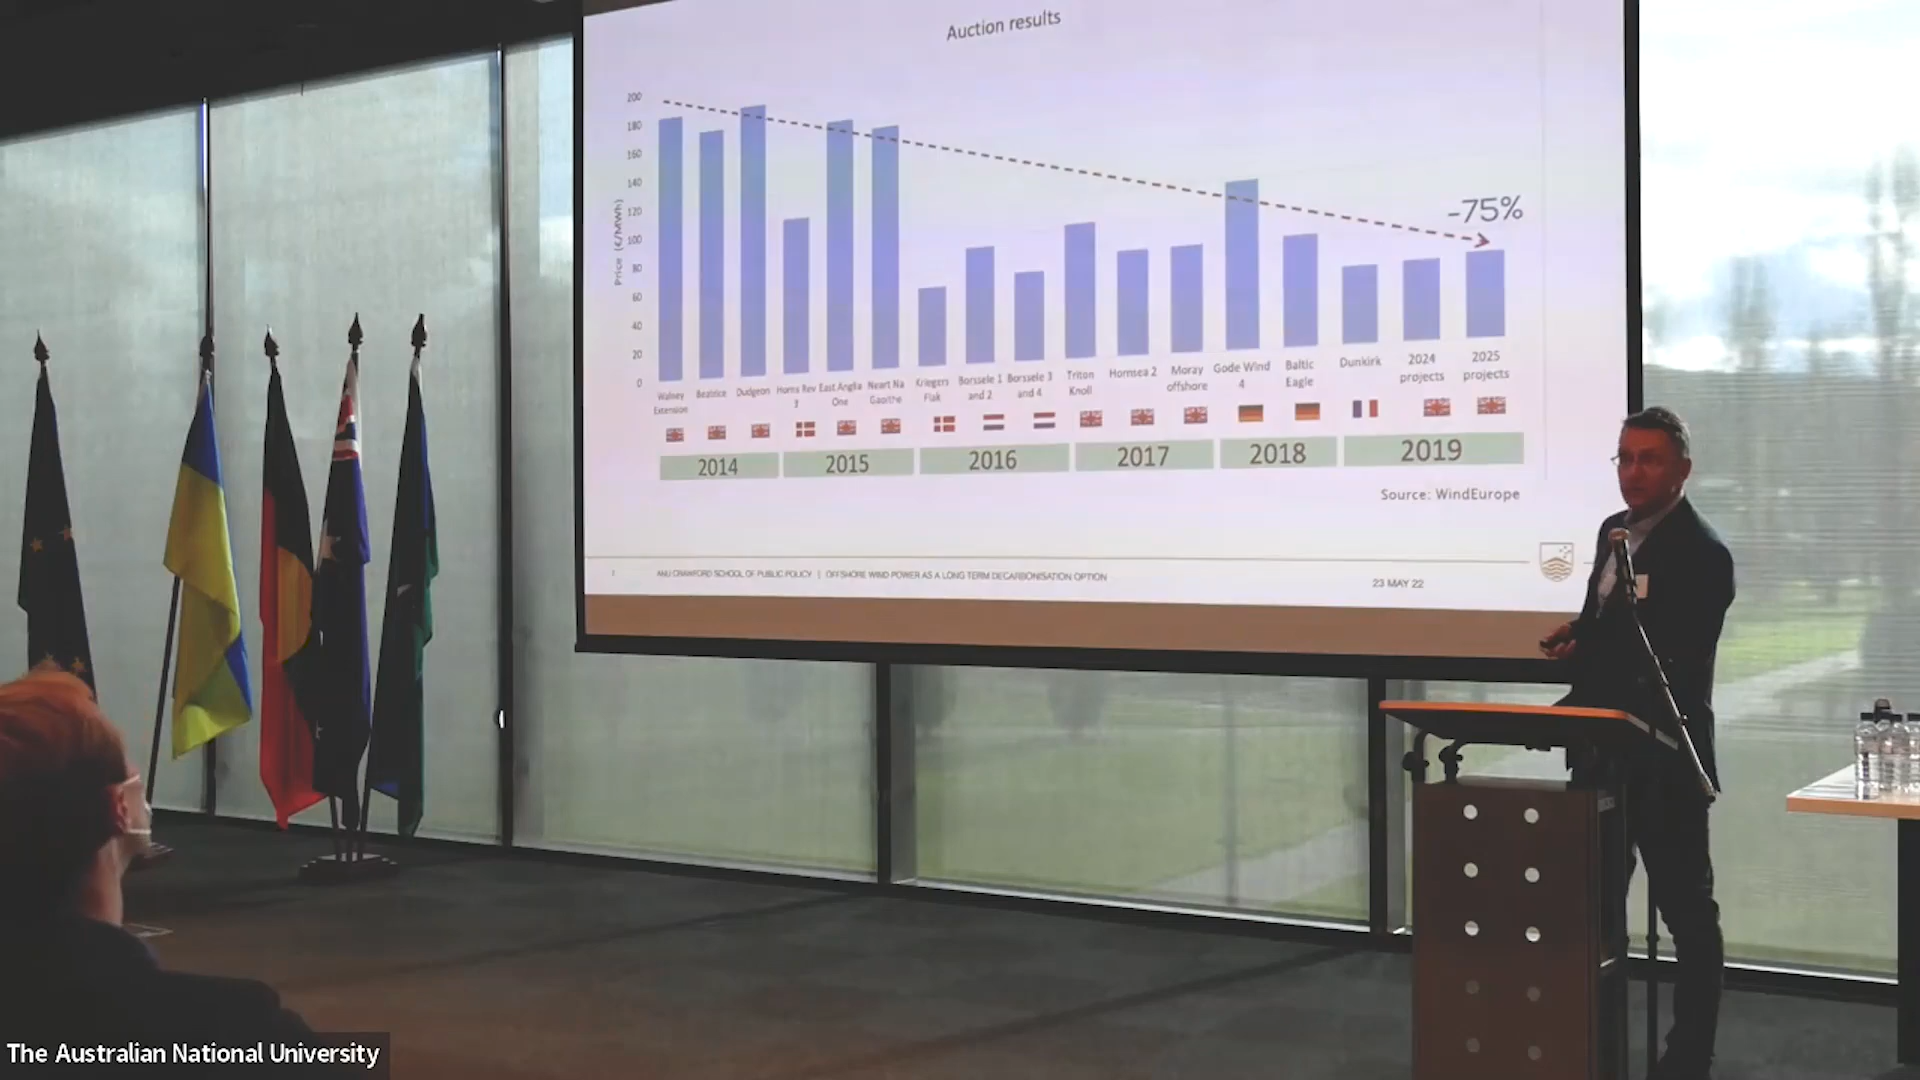 Auction results
200
180
160
140
120
100
80
60
40
20
0
Price (€/MWh)
-75%
Walney Extension
Beatrice
Dudgeon
Horns Rev 3
East Anglia One
Neart Na Gaoithe
Kriegers Flak
Borssele 1 and 2
Borssele 3 and 4
Triton Knoll
Hornsea 2
Moray offshore
Gode Wind 4
Baltic Eagle
Dunkirk
2024 projects
2025 projects
2014
2015
2016
2017
2018
2019
Source: WindEurope
ANU CRAWFORD SCHOOL OF PUBLIC POLICY | OFFSHORE WIND POWER AS A LONG TERM DECARBONISATION OPTION
23 MAY 22
The Australian National University